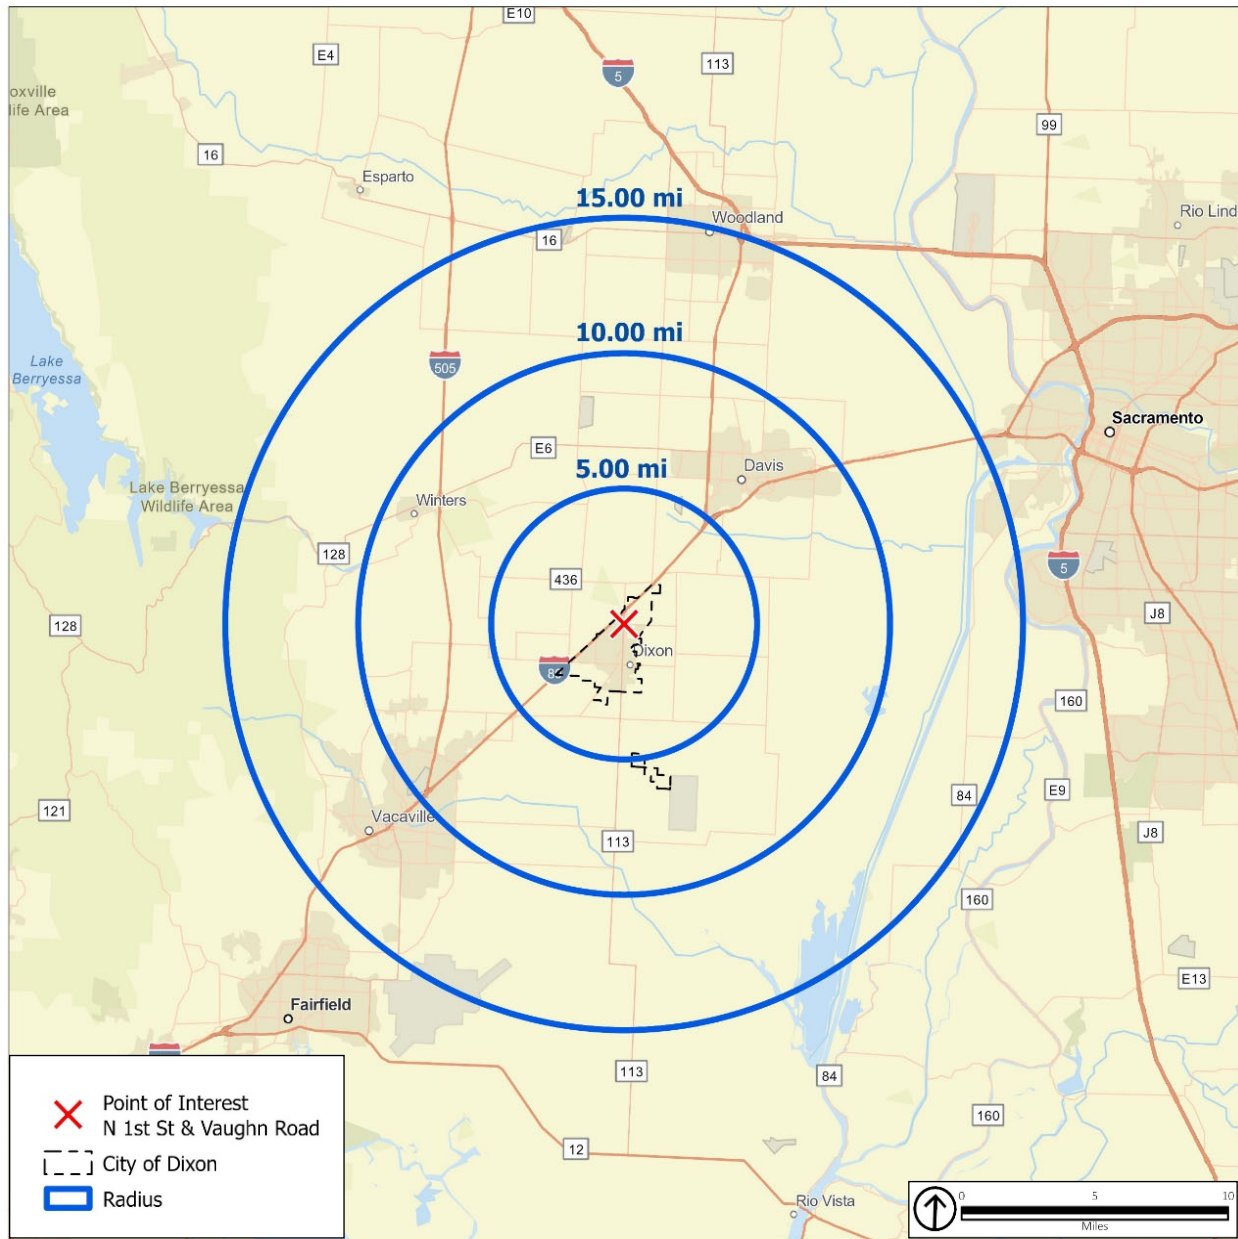 E10
E4
5
113
oxville
life Area
99
16
Esparto
15.00 mi
Woodland
Rio Lind
16
10.00 mi
Lake
Berryessa
505
Sacramento
E6
5.00 mi
Davis
Lake Berryessa
Wildlife Area
Winters
128
436
5
J8
128
Dixon
8
160
121
84
E9
Vacaville
113
J8
160
E13
Fairfield
113
84
160
12
Rio Vista
Point of Interest
N 1st St & Vaughn Road
City of Dixon
Radius
0 5 10
Miles